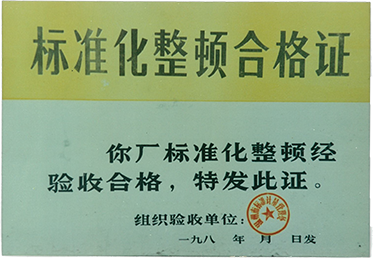 标准化整顿合格证
你厂标准化整顿经
验收合格，特发此证。
组织验收单位：
一九八 年 月 日发